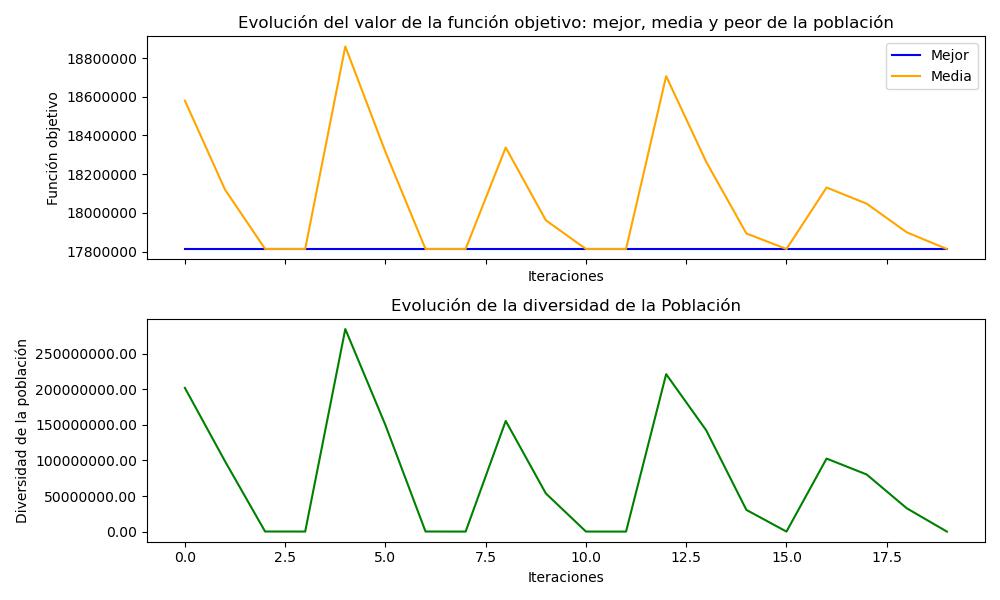 Evolución del valor de la función objetivo: mejor, media y peor de la población
18800000
18600000
18400000
18200000
18000000
17800000
Función objetivo
Mejor
Media
Iteraciones
Evolución de la diversidad de la Población
250000000.00
200000000.00
150000000.00
100000000.00
50000000.00
0.00
Diversidad de la población
0.0 2.5 5.0 7.5 10.0 12.5 15.0 17.5
Iteraciones